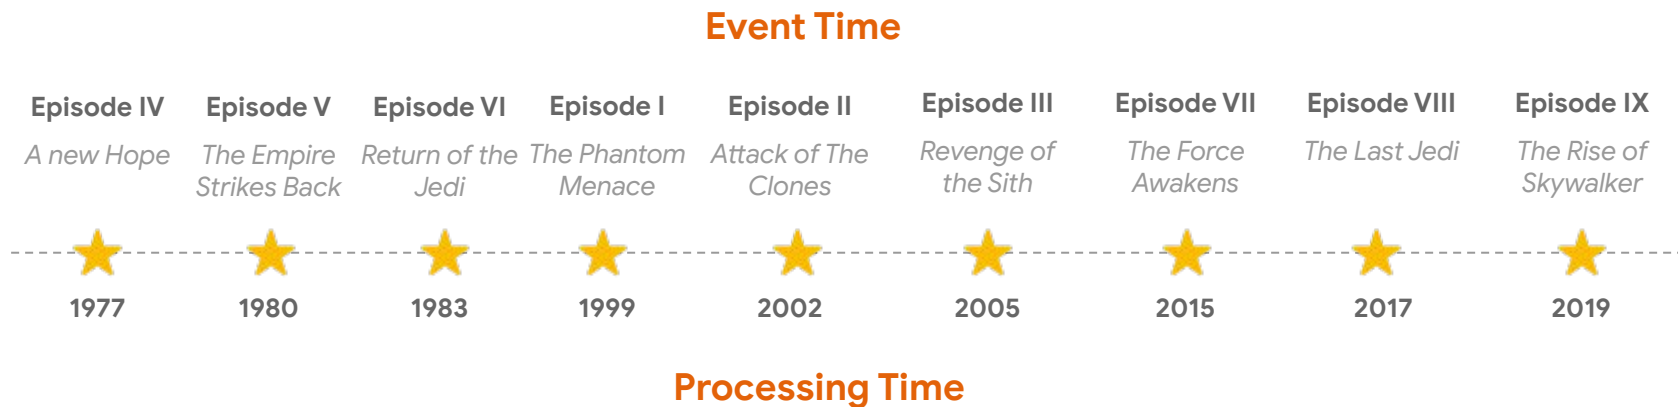 Event Time
Episode IV
Episode V
Episode VI
Episode I
Episode II
Episode III
Episode VII
Episode VIII
Episode IX
A new Hope
The Empire
Strikes Back
Return of the
Jedi
The Phantom
Menace
Attack of The
Clones
Revenge of
the Sith
The Force
Awakens
The Last Jedi
The Rise of
Skywalker
1977
1980
1983
1999
2002
2005
2015
2017
2019
Processing Time